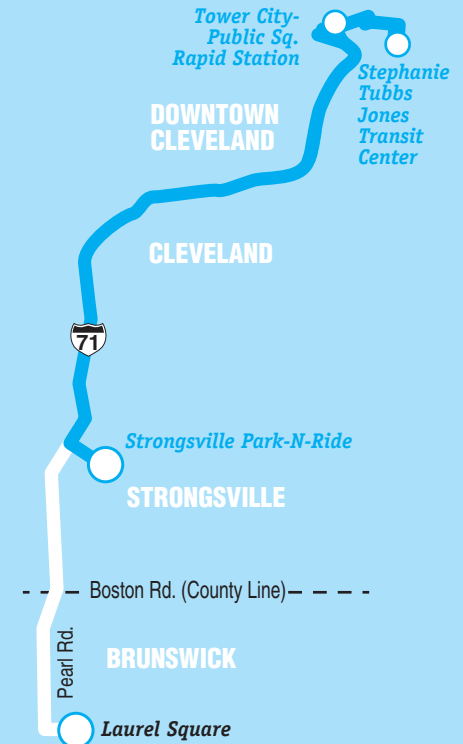 Tower City-
Public Sq.
Rapid Station
Stephanie
Tubbs
Jones
Transit
Center
DOWNTOWN
CLEVELAND
CLEVELAND
71
Strongsville Park-N-Ride
STRONGSVILLE
Boston Rd. (County Line)
Pearl Rd.
BRUNSWICK
Laurel Square